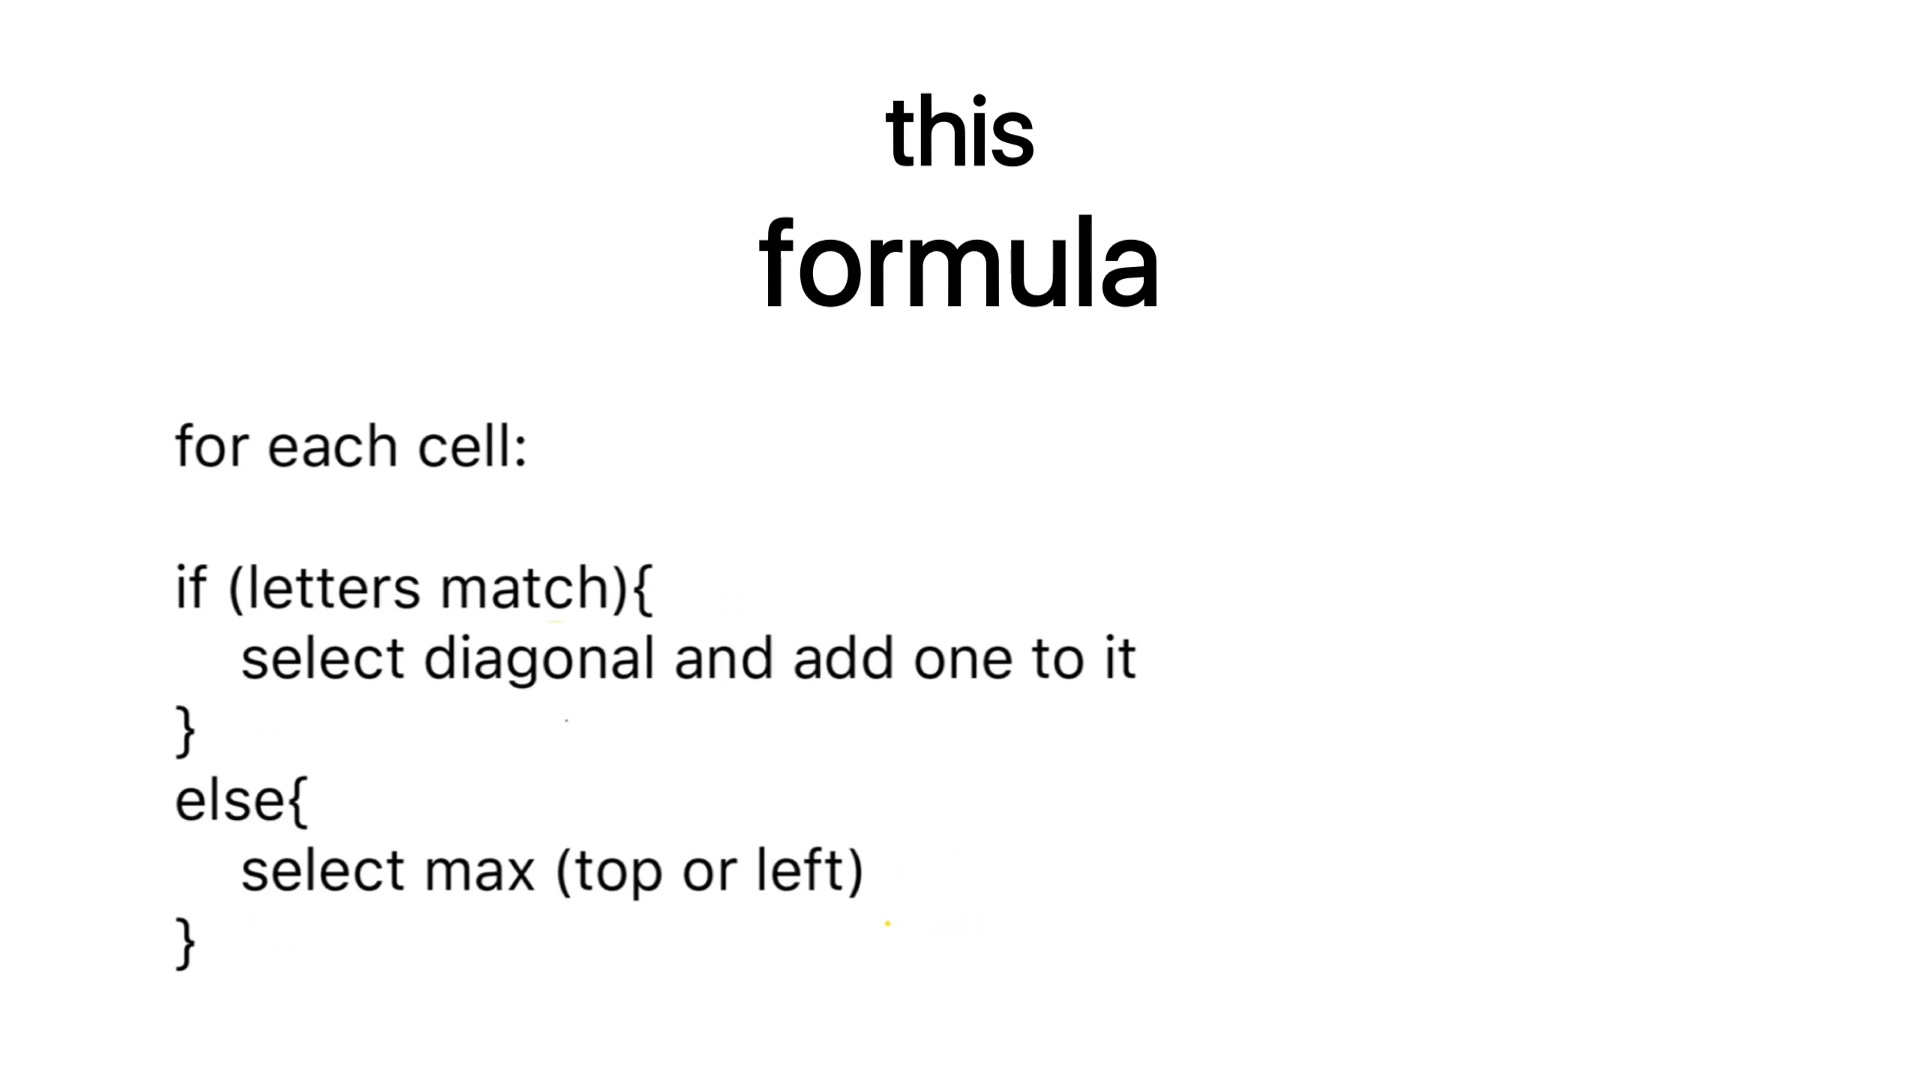 this
formula
for each cell:
if (letters match){
select diagonal and add one to it
}
else{
select max (top or left)
}